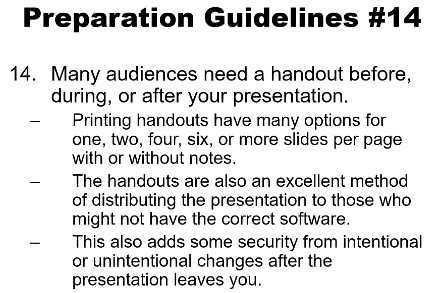 Preparation Guidelines #14
14. Many audiences need a handout before,
during, or after your presentation.
– Printing handouts have many options for
one, two, four, six, or more slides per page
with or without notes.
– The handouts are also an excellent method
of distributing the presentation to those who
might not have the correct software.
– This also adds some security from intentional
or unintentional changes after the
presentation leaves you.